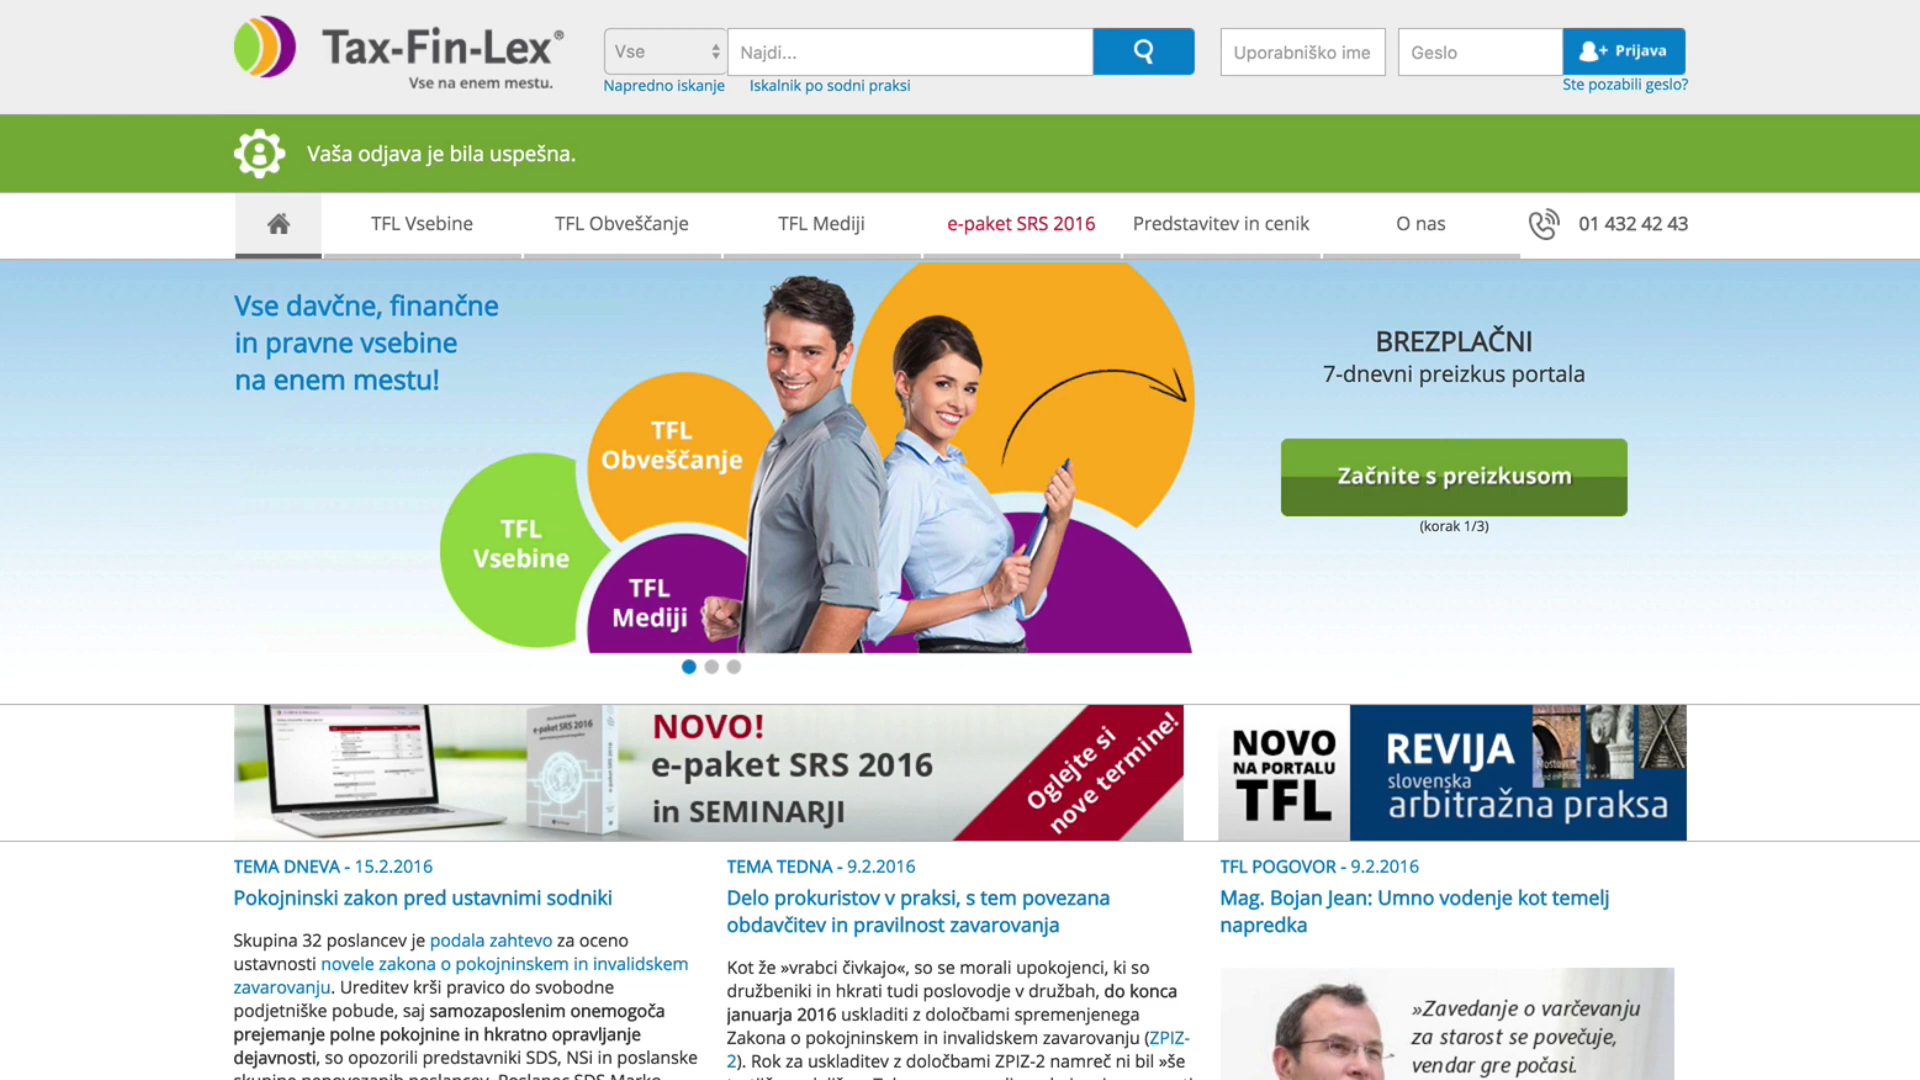 Tax-Fin-Lex®
Vse na enem mestu.
Vse
Najdi...
Napredno iskanje
Iskalnik po sodni praksi
Uporabniško ime
Geslo
Prijava
Ste pozabili geslo?
Vaša odjava je bila uspešna.
TFL Vsebine
TFL Obveščanje
TFL Mediji
e-paket SRS 2016
Predstavitev in cenik
O nas
01 432 42 43
Vse davčne, finančne
in pravne vsebine
na enem mestu!
TFL
Obveščanje
TFL
Vsebine
TFL
Mediji
BREZPLAČNI
7-dnevni preizkus portala
Začnite s preizkusom
(korak 1/3)
e-paket SRS 2016
NOVO!
e-paket SRS 2016
in SEMINARJI
Oglejte si
nove termine!
NOVO
NA PORTALU
TFL
REVIJA
slovenska
arbitražna praksa
TEMA DNEVA - 15.2.2016
Pokojninski zakon pred ustavnimi sodniki
Skupina 32 poslancev je podala zahtevo za oceno
ustavnosti novele zakona o pokojninskem in invalidskem
zavarovanju. Ureditev krši pravico do svobodne
podjetniške pobude, saj samozaposlenim onemogoča
prejemanje polne pokojnine in hkratno opravljanje
dejavnosti, so opozorili predstavniki SDS, NSi in poslanske
TEMA TEDNA - 9.2.2016
Delo prokuristov v praksi, s tem povezana
obdavčitev in pravilnost zavarovanja
Kot že »vrabci čivkajo«, so se morali upokojenci, ki so
družbeniki in hkrati tudi poslovodje v družbah, do konca
januarja 2016 uskladiti z določbami spremenjenega
Zakona o pokojninskem in invalidskem zavarovanju (ZPIZ-
2). Rok za uskladitev z določbami ZPIZ-2 namreč ni bil »še
TFL POGOVOR - 9.2.2016
Mag. Bojan Jean: Umno vodenje kot temelj
napredka
»Zavedanje o varčevanju
za starost se povečuje,
vendar gre počasi.